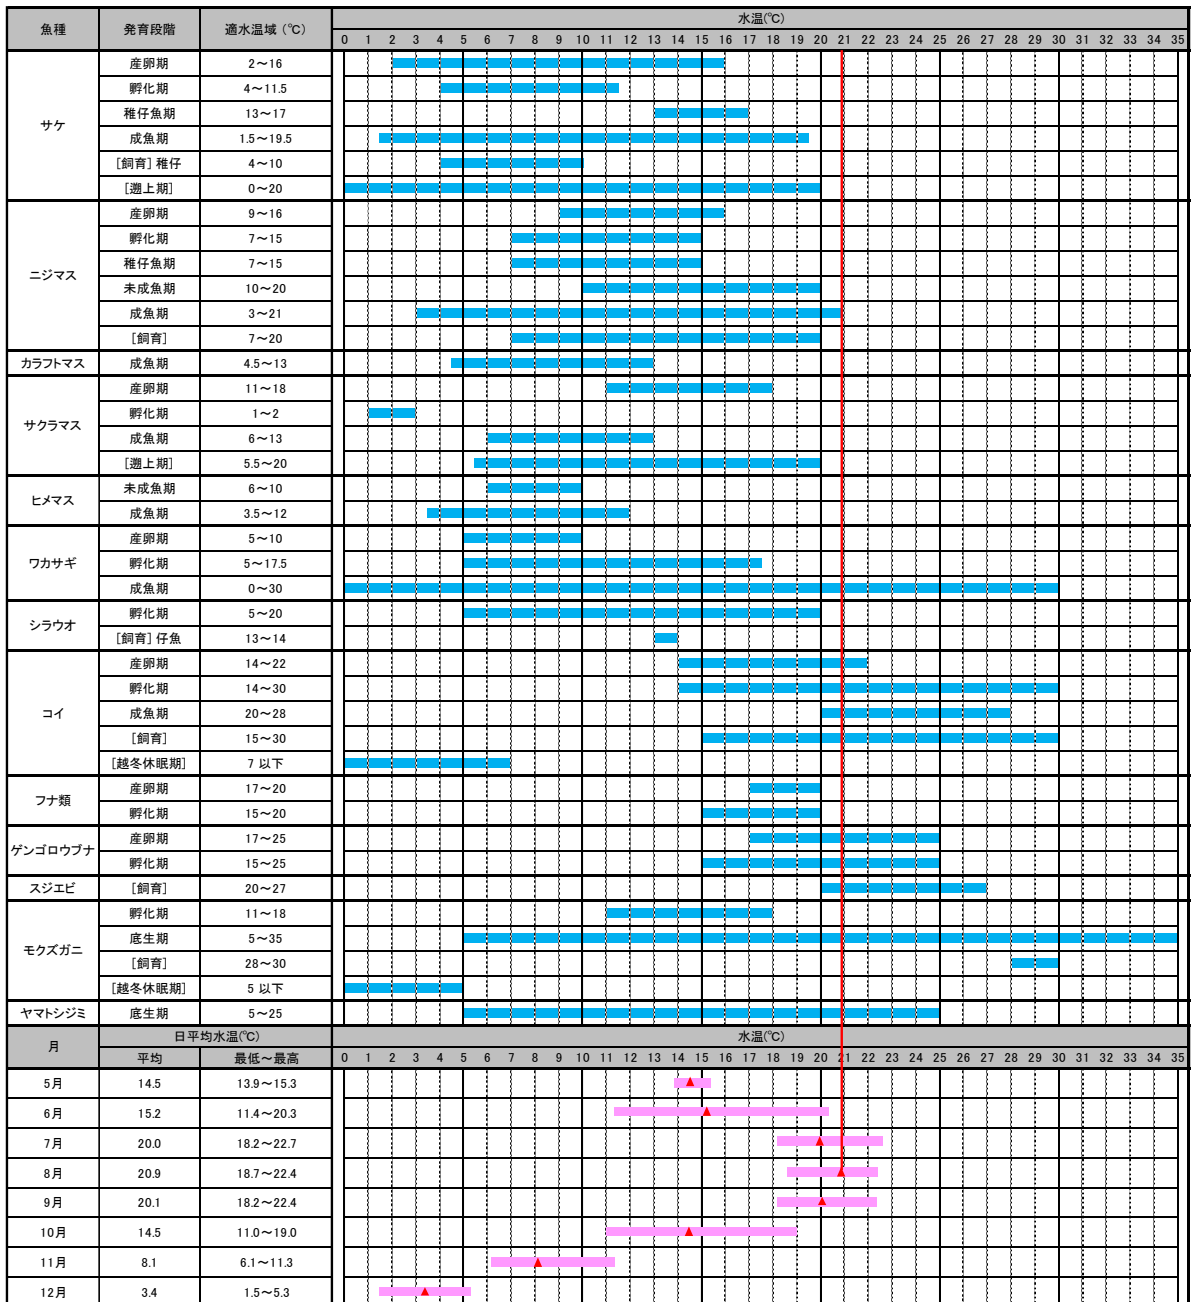 魚種 発育段階 適水温域（℃） 水温(℃)
0 1 2 3 4 5 6 7 8 9 10 11 12 13 14 15 16 17 18 19 20 21 22 23 24 25 26 27 28 29 30 31 32 33 34 35
サケ 産卵期 2～16
孵化期 4～11.5
稚仔魚期 13～17
成魚期 1.5～19.5
[飼育] 稚仔 4～10
[遡上期] 0～20
ニジマス 産卵期 9～16
孵化期 7～15
稚仔魚期 7～15
未成魚期 10～20
成魚期 3～21
[飼育] 7～20
カラフトマス 成魚期 4.5～13
サクラマス 産卵期 11～18
孵化期 1～2
成魚期 6～13
[遡上期] 5.5～20
ヒメマス 未成魚期 6～10
成魚期 3.5～12
ワカサギ 産卵期 5～10
孵化期 5～17.5
成魚期 0～30
シラウオ 孵化期 5～20
[飼育] 仔魚 13～14
コイ 産卵期 14～22
孵化期 14～30
成魚期 20～28
[飼育] 15～30
[越冬休眠期] 7 以下
フナ類 産卵期 17～20
孵化期 15～20
ゲンゴロウブナ 産卵期 17～25
孵化期 15～25
スジエビ [飼育] 20～27
モクズガニ 孵化期 11～18
底生期 5～35
[飼育] 28～30
[越冬休眠期] 5 以下
ヤマトシジミ 底生期 5～25
月 日平均水温(℃) 水温(℃)
平均 最低～最高 0 1 2 3 4 5 6 7 8 9 10 11 12 13 14 15 16 17 18 19 20 21 22 23 24 25 26 27 28 29 30 31 32 33 34 35
5月 14.5 13.9～15.3
6月 15.2 11.4～20.3
7月 20.0 18.2～22.7
8月 20.9 18.7～22.4
9月 20.1 18.2～22.4
10月 14.5 11.0～19.0
11月 8.1 6.1～11.3
12月 3.4 1.5～5.3